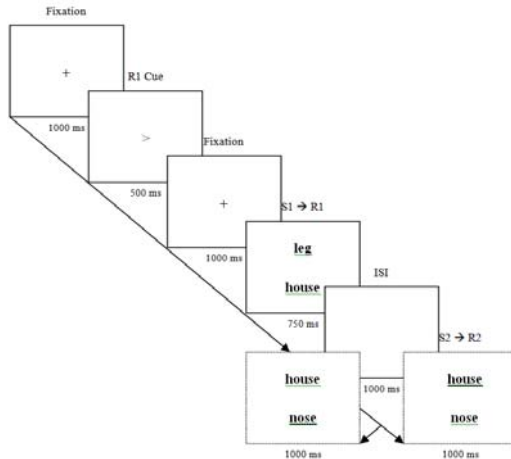 Fixation
+
1000 ms
R1 Cue
>
500 ms
Fixation
+
1000 ms
S1 → R1
leg
house
750 ms
ISI
1000 ms
S2 → R2
house
nose
1000 ms
house
nose
1000 ms